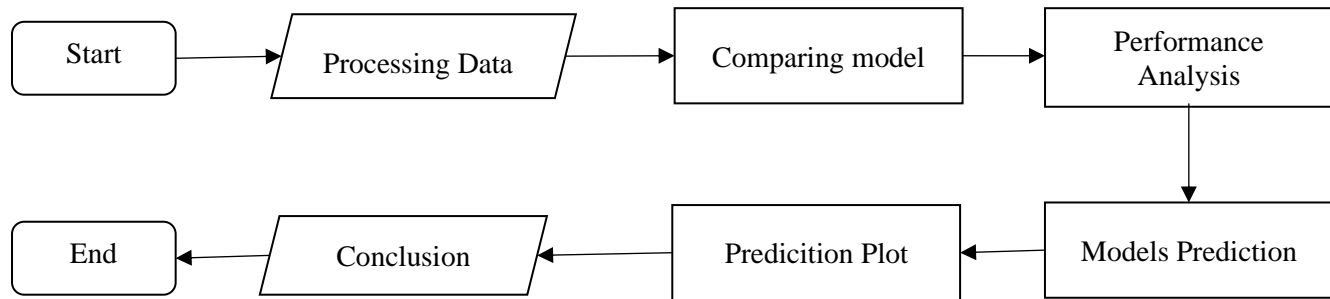 Start
Processing Data
Comparing model
Performance
Analysis
Models Prediction
Predicition Plot
Conclusion
End